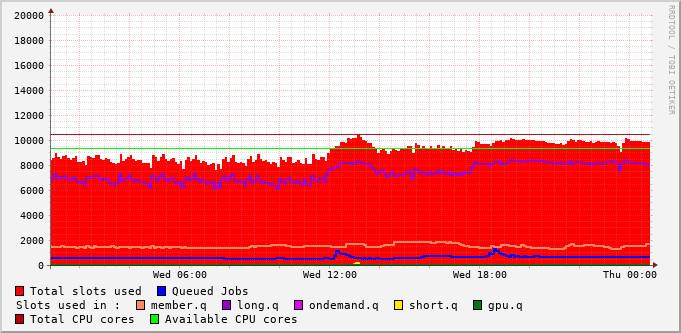 RRDTOOL / TOBI OETIKER
20000
18000
16000
14000
12000
10000
8000
6000
4000
2000
0
Wed 06:00 Wed 12:00 Wed 18:00 Thu 00:00
Total slots used Queued Jobs
Slots used in : member.q long.q ondemand.q short.q gpu.q
Total CPU cores Available CPU cores